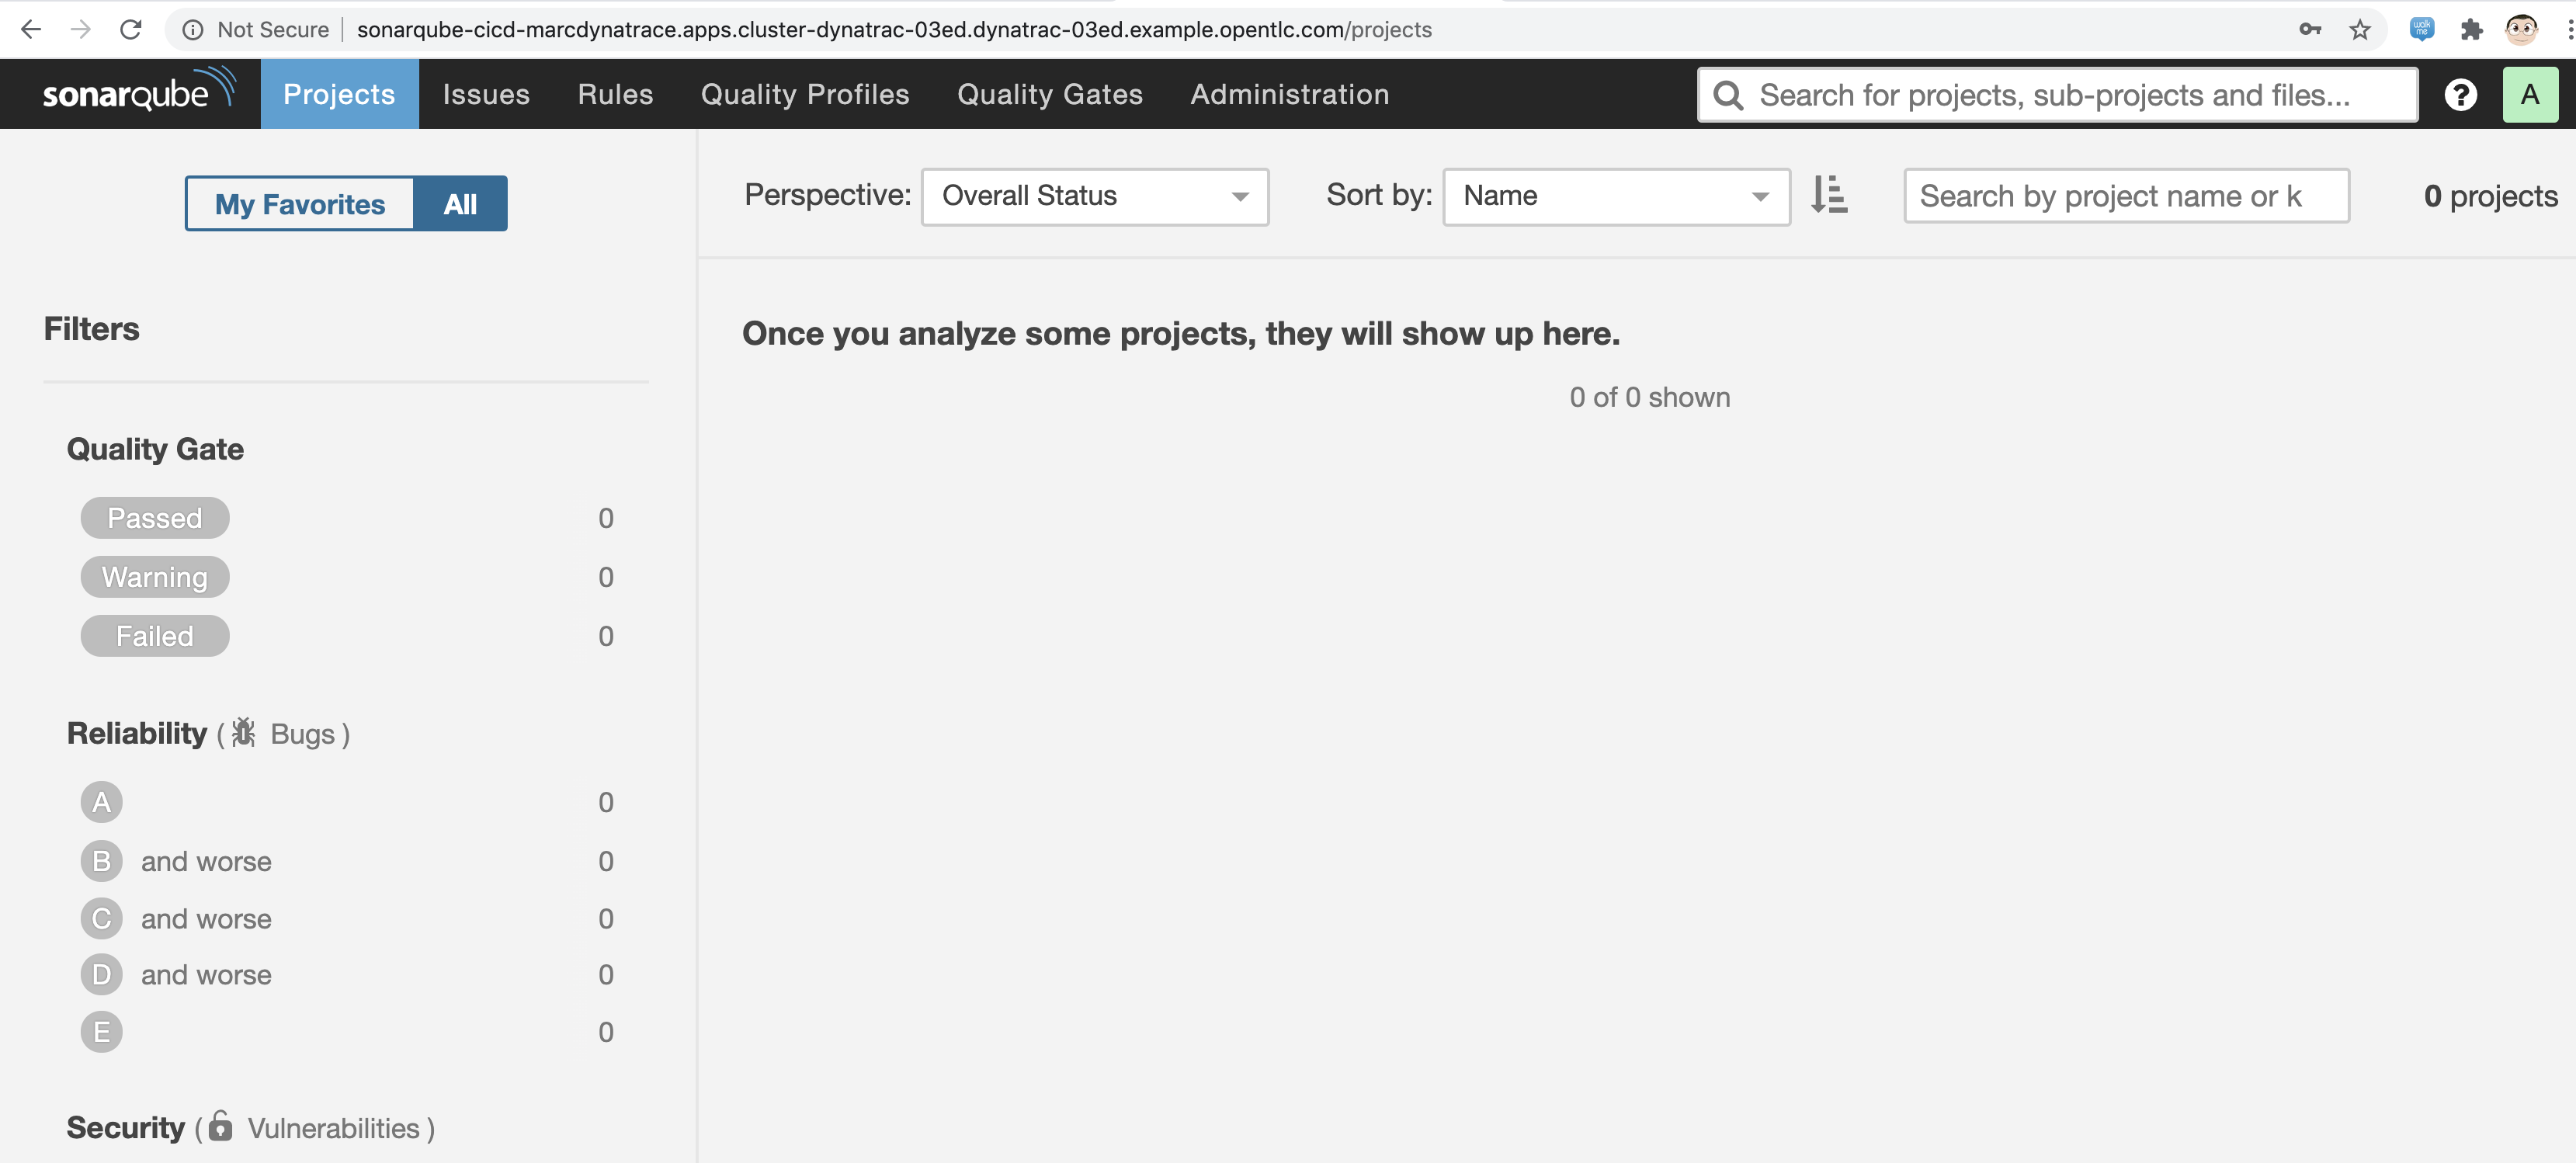 Not Secure sonarqube-cicd-marcdynatrace.apps.cluster-dynatrac-03ed.dynatrac-03ed.example.opentlc.com/projects walk me
sonarqube Projects Issues Rules Quality Profiles Quality Gates Administration Search for projects, sub-projects and files... ? A
My Favorites All
Perspective: Overall Status Sort by: Name Search by project name or k 0 projects
Filters
Once you analyze some projects, they will show up here.
0 of 0 shown
Quality Gate
Passed 0
Warning 0
Failed 0
Reliability ( Bugs )
A 0
B and worse 0
C and worse 0
D and worse 0
E 0
Security ( Vulnerabilities )